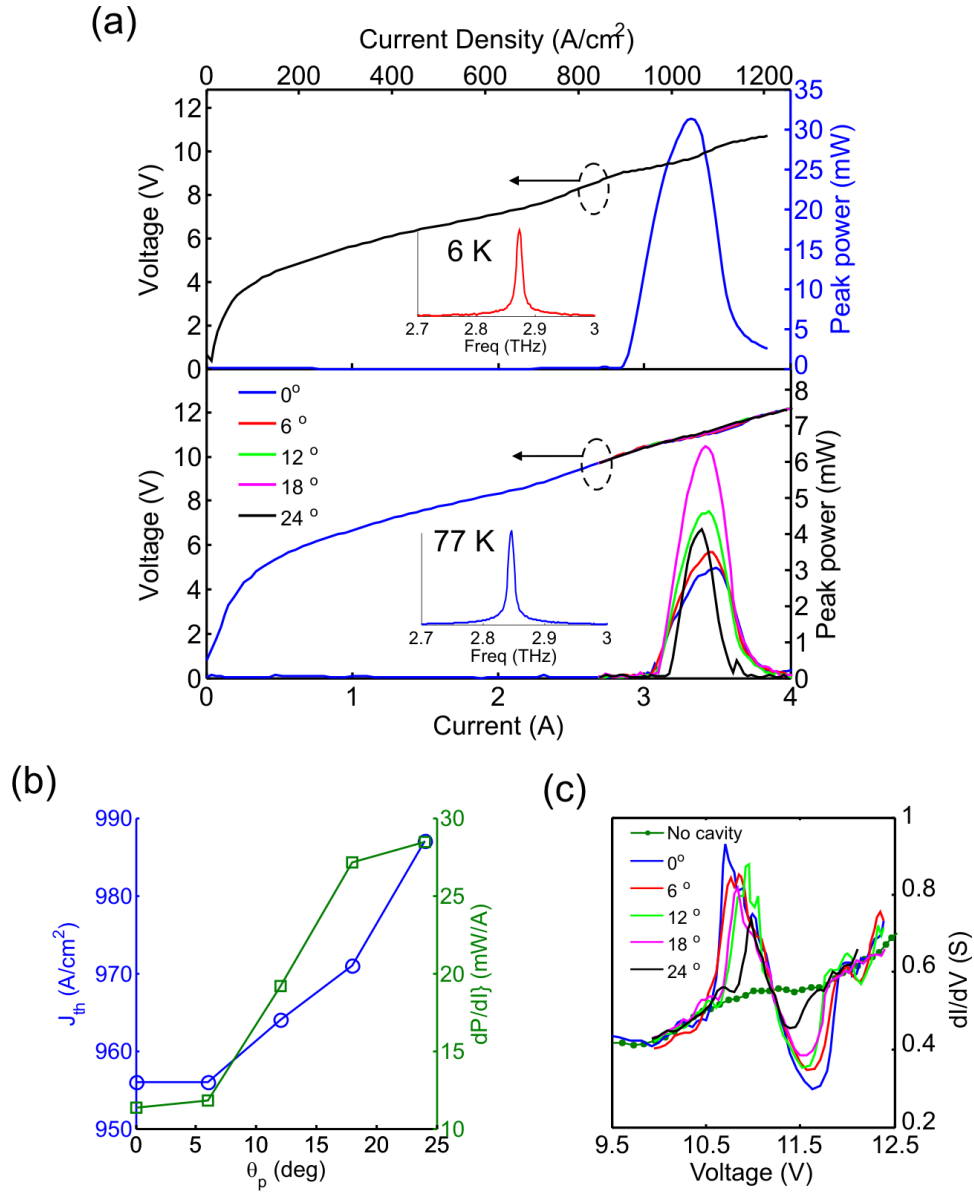 (a)
Current Density (A/cm²)
0 200 400 600 800 1000 1200
12
10
8
6
4
2
0
Voltage (V)
35
30
25
20
15
10
5
0
Peak power (mW)
6 K
2.7 2.8 2.9 3
Freq (THz)
0º
6 º
12 º
18 º
24 º
12
10
8
6
4
2
0
Voltage (V)
8
7
6
5
4
3
2
1
0
Peak power (mW)
77 K
2.7 2.8 2.9 3
Freq (THz)
0 1 2 3 4
Current (A)
(b)
990
980
970
960
950
J_th (A/cm²)
30
25
20
15
10
dP/dI} (mW/A)
0 5 10 15 20 25
θ_p (deg)
(c)
No cavity
0º
6 º
12 º
18 º
24 º
1
0.8
0.6
0.4
0.2
dI/dV (S)
9.5 10.5 11.5 12.5
Voltage (V)